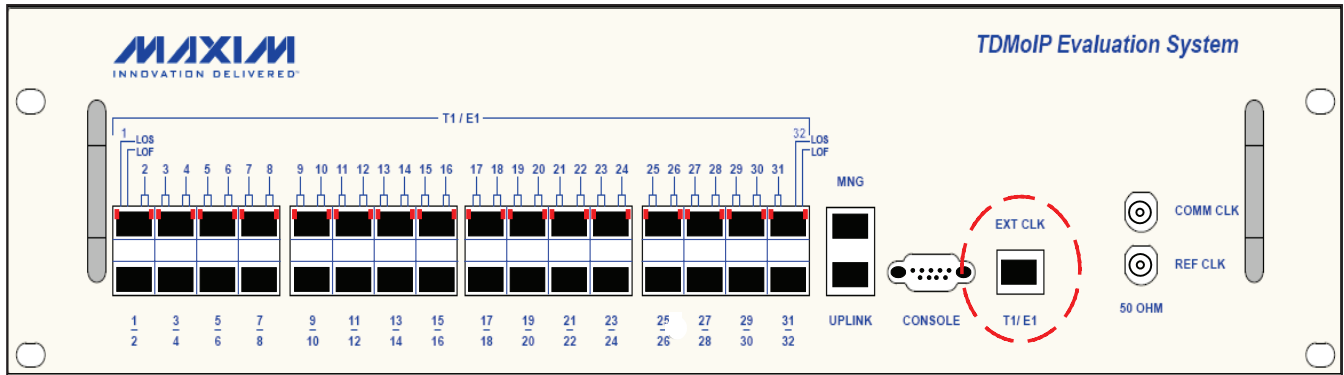 MAXIM
INNOVATION DELIVERED™
TDMoIP Evaluation System
T1 / E1
1 LOS
LOF
32 LOS
LOF
2 3 4 5 6 7 8 9 10 11 12 13 14 15 16 17 18 19 20 21 22 23 24 25 26 27 28 29 30 31
MNG
EXT CLK
COMM CLK
REF CLK
50 OHM
1 3 5 7 9 11 13 15 17 19 21 23 25 27 29 31
2 4 6 8 10 12 14 16 18 20 22 24 26 28 30 32
UPLINK
CONSOLE
T1/ E1